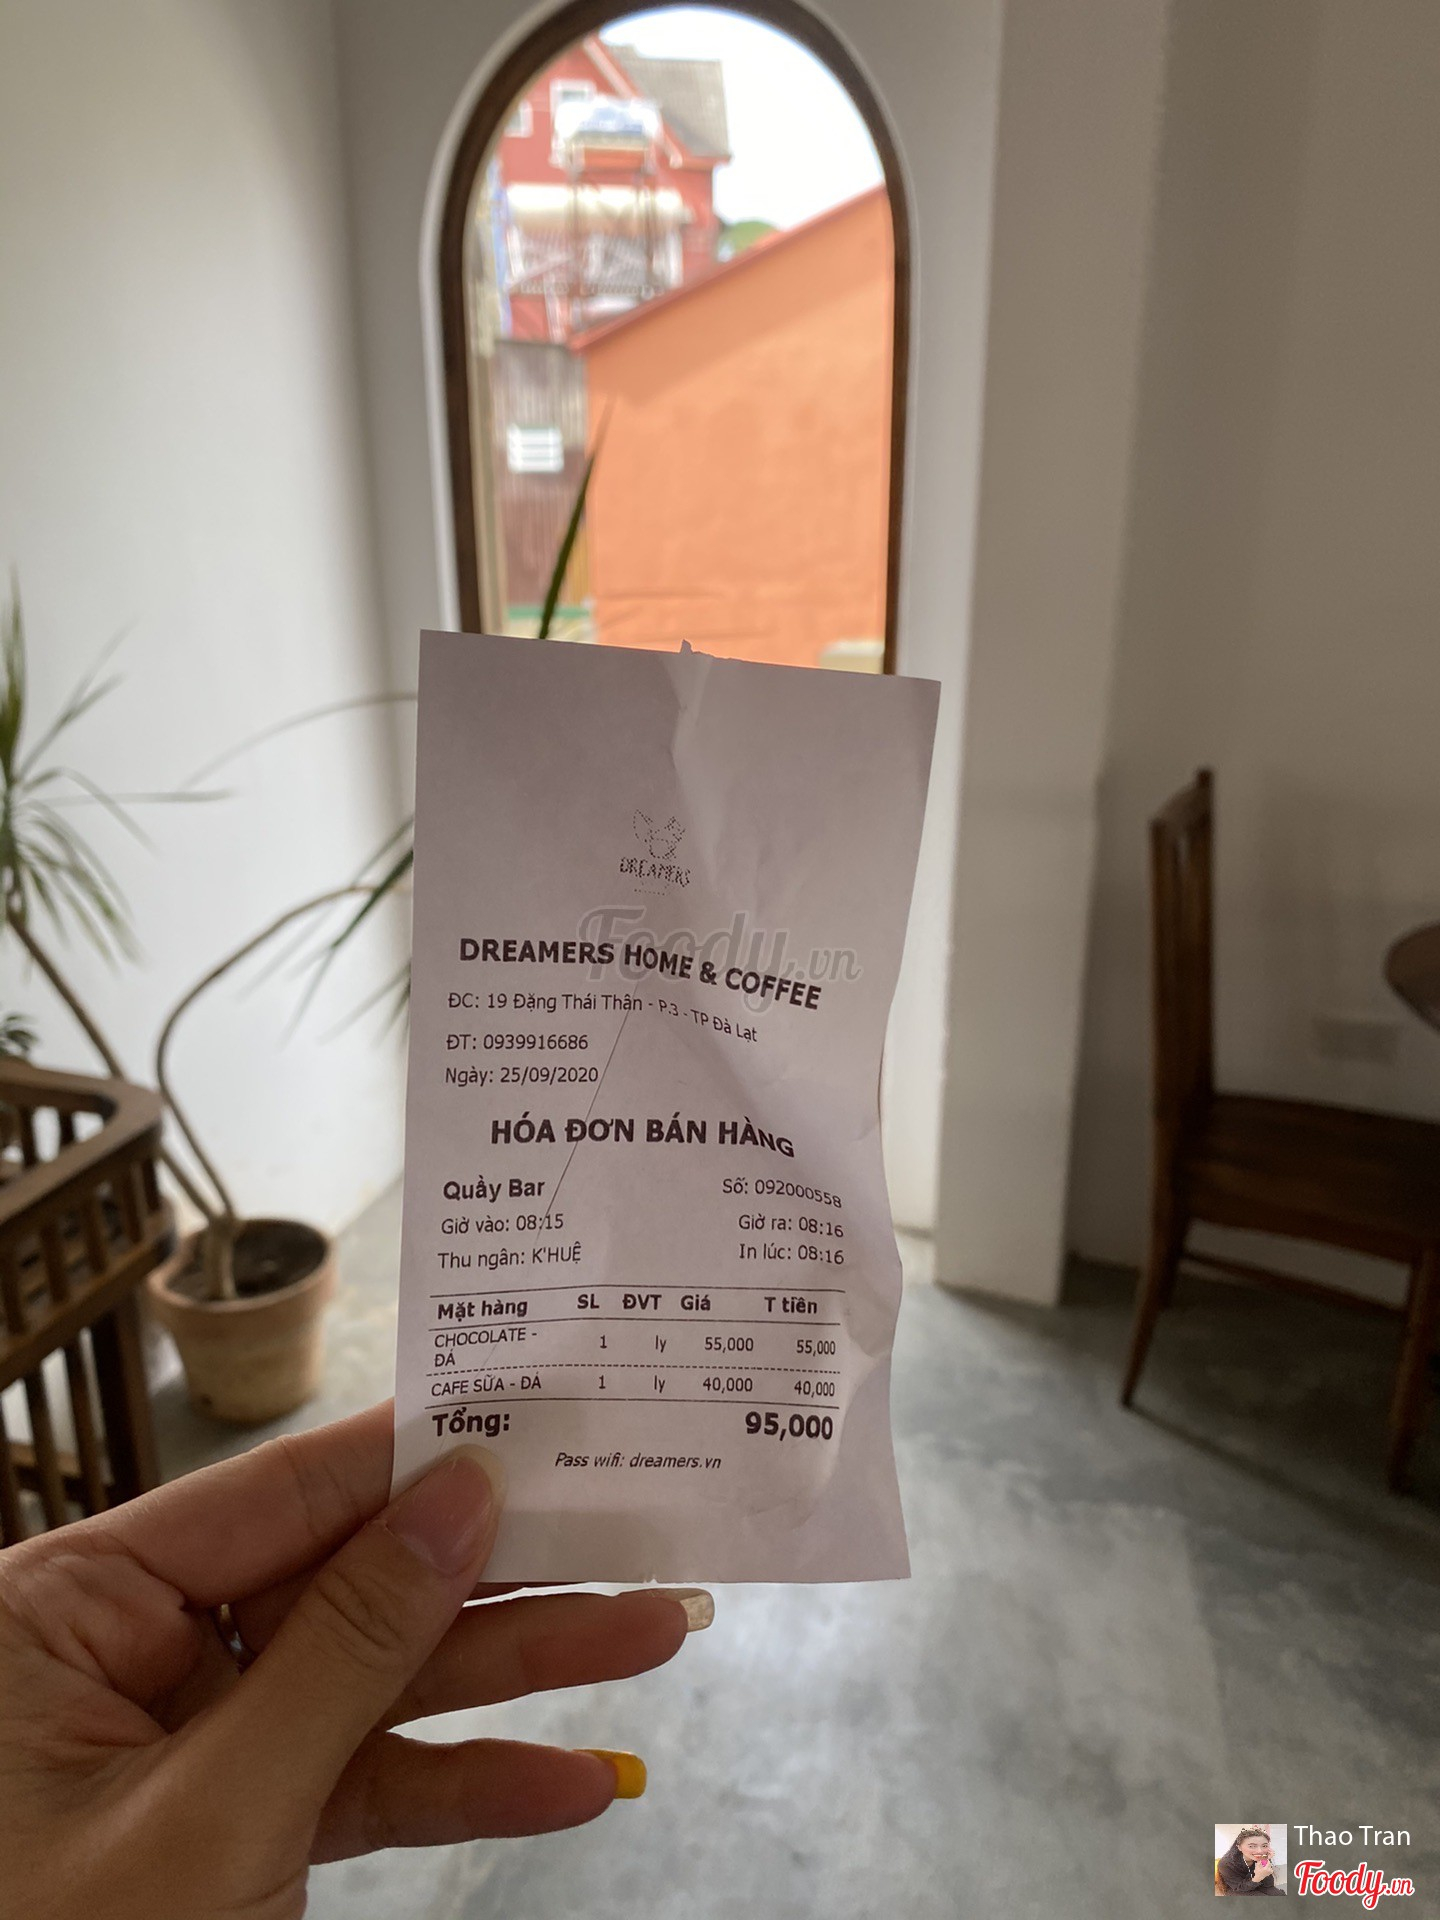 DREAMERS
DREAMERS HOME & COFFEE
ĐC: 19 Đặng Thái Thân - P.3 - TP Đà Lạt
ĐT: 0939916686
Ngày: 25/09/2020
HÓA ĐƠN BÁN HÀNG
Quầy Bar Số: 092000558
Giờ vào: 08:15 Giờ ra: 08:16
Thu ngân: K'HUỆ In lúc: 08:16
Mặt hàng SL ĐVT Giá T tiền
CHOCOLATE - 1 ly 55,000 55,000
ĐÁ
CAFE SỮA - ĐÁ 1 ly 40,000 40,000
Tổng: 95,000
Pass wifi: dreamers.vn
Foody.vn
Thao Tran
Foody.vn